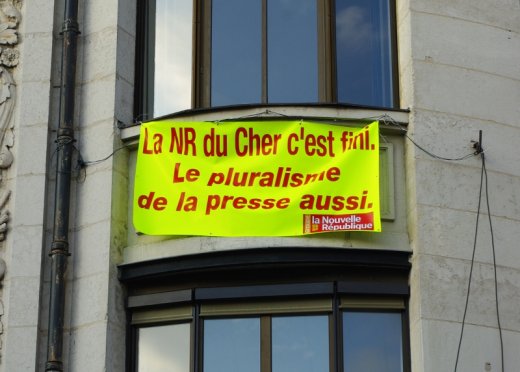 La NR du Cher c'est fini.
Le pluralisme
de la presse aussi.
la Nouvelle
République